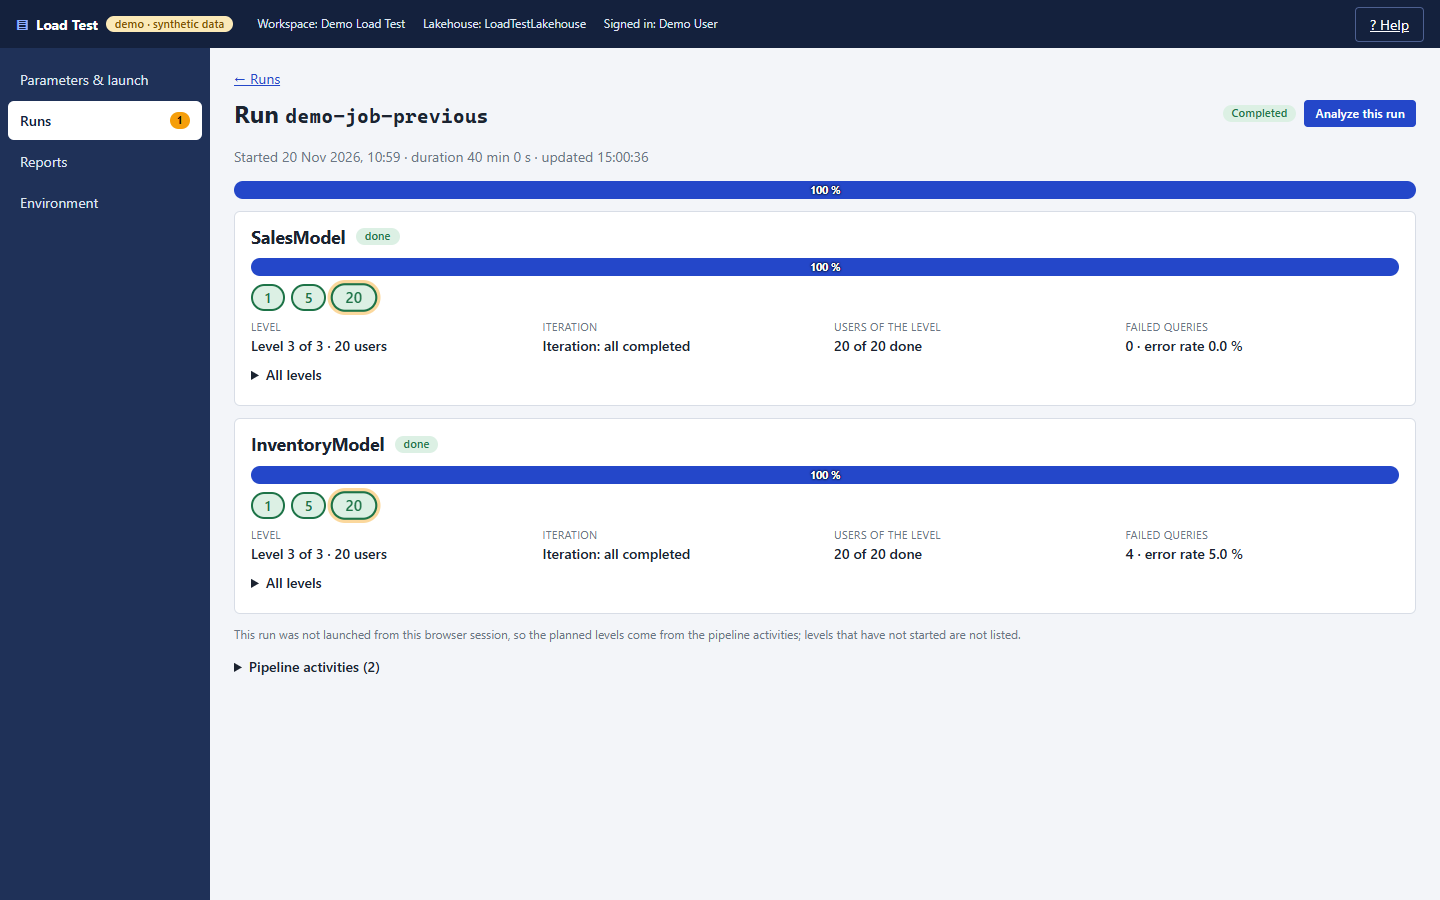 Load Test demo · synthetic data Workspace: Demo Load Test Lakehouse: LoadTestLakehouse Signed in: Demo User ? Help
Parameters & launch
Runs 1
Reports
Environment
← Runs
Run demo-job-previous Completed Analyze this run
Started 20 Nov 2026, 10:59 · duration 40 min 0 s · updated 15:00:36
100 %
SalesModel done
100 %
1 5 20
LEVEL ITERATION USERS OF THE LEVEL FAILED QUERIES
Level 3 of 3 · 20 users Iteration: all completed 20 of 20 done 0 · error rate 0.0 %
▶ All levels
InventoryModel done
100 %
1 5 20
LEVEL ITERATION USERS OF THE LEVEL FAILED QUERIES
Level 3 of 3 · 20 users Iteration: all completed 20 of 20 done 4 · error rate 5.0 %
▶ All levels
This run was not launched from this browser session, so the planned levels come from the pipeline activities; levels that have not started are not listed.
▶ Pipeline activities (2)